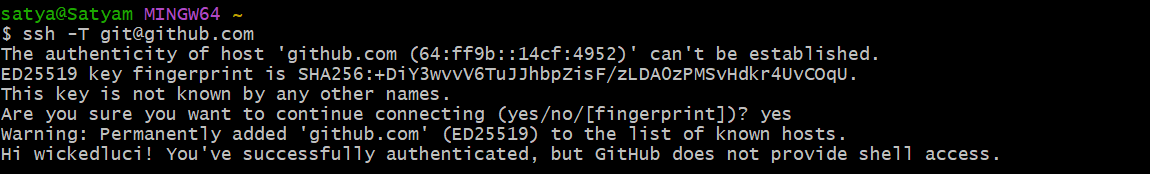 satya@Satyam MINGW64 ~
$ ssh -T git@github.com
The authenticity of host 'github.com (64:ff9b::14cf:4952)' can't be established.
ED25519 key fingerprint is SHA256:+DiY3wvvV6TuJJhbpZisF/zLDA0zPMSvHdkr4UvCOqU.
This key is not known by any other names.
Are you sure you want to continue connecting (yes/no/[fingerprint])? yes
Warning: Permanently added 'github.com' (ED25519) to the list of known hosts.
Hi wickedluci! You've successfully authenticated, but GitHub does not provide shell access.